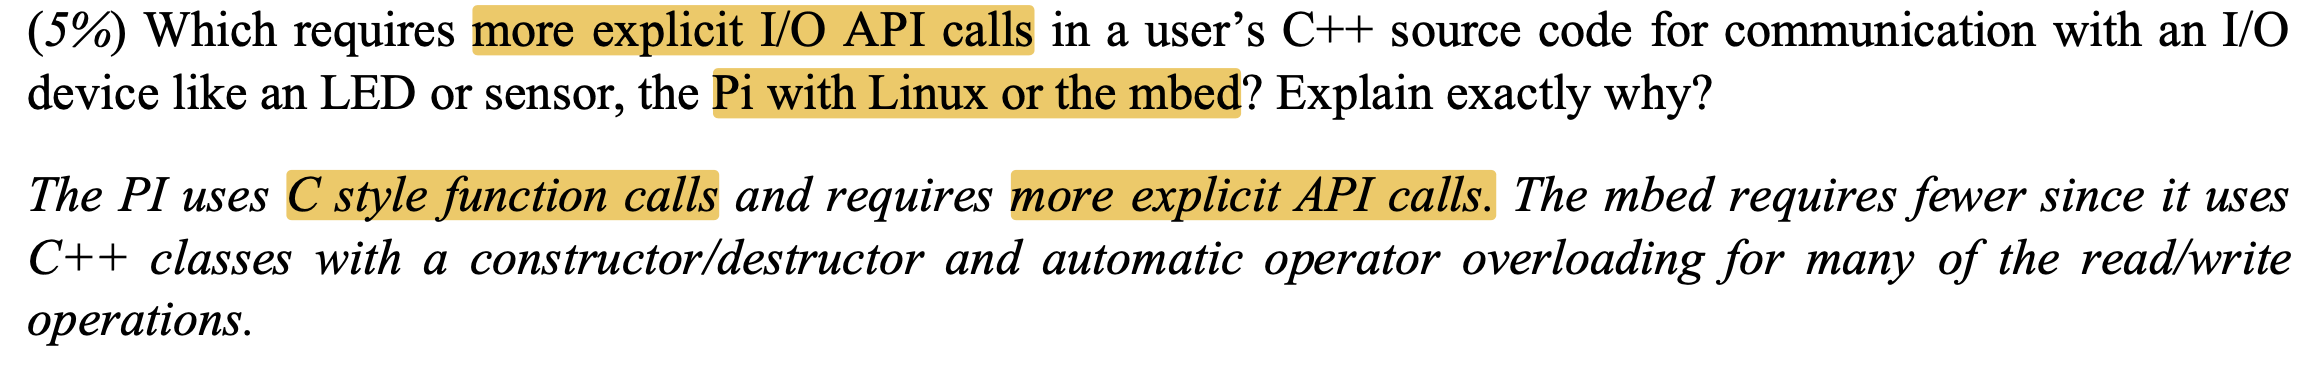 (5%) Which requires more explicit I/O API calls in a user’s C++ source code for communication with an I/O
device like an LED or sensor, the Pi with Linux or the mbed? Explain exactly why?
The PI uses C style function calls and requires more explicit API calls. The mbed requires fewer since it uses
C++ classes with a constructor/destructor and automatic operator overloading for many of the read/write
operations.